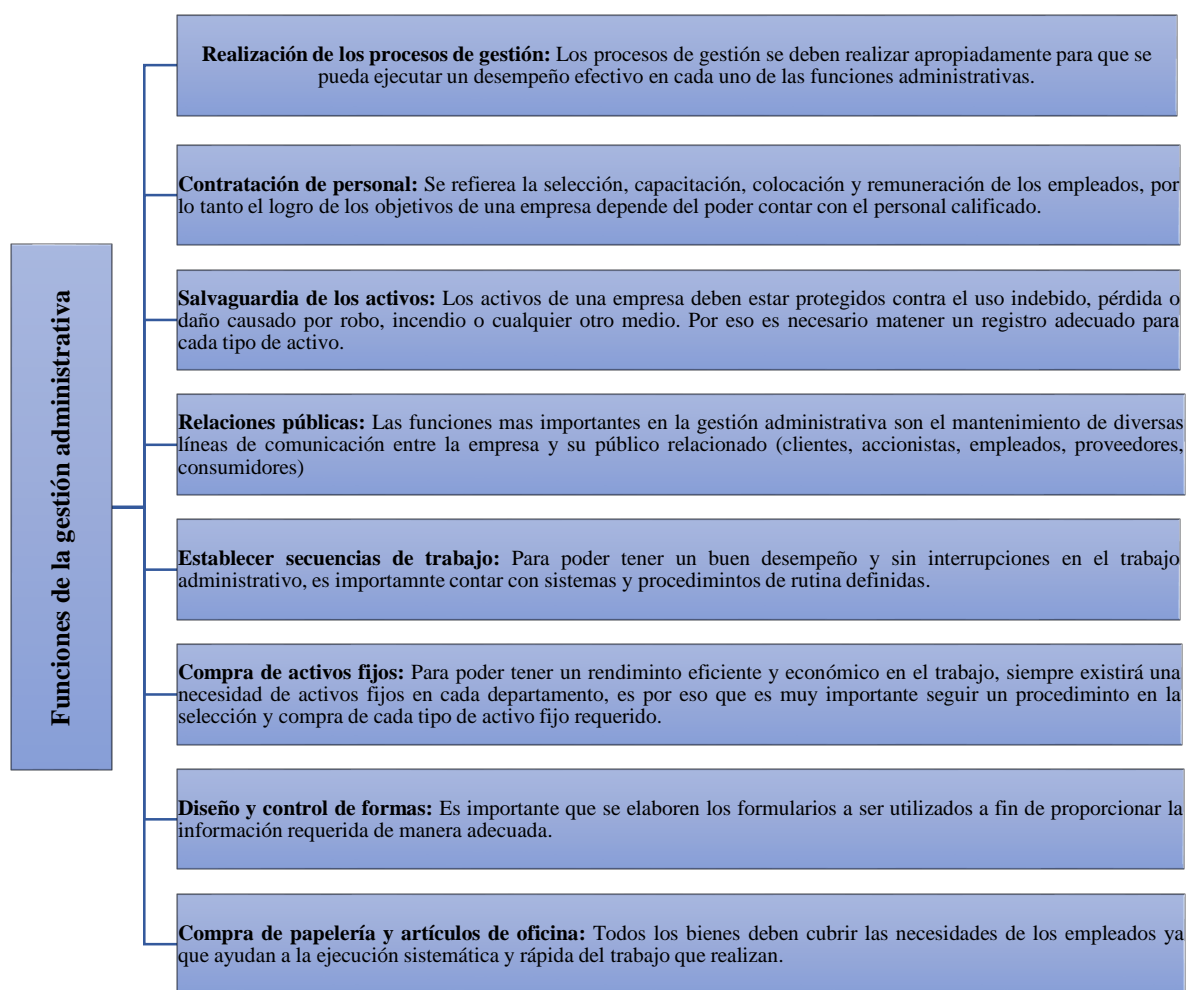 Funciones de la gestión administrativa
Realización de los procesos de gestión: Los procesos de gestión se deben realizar apropiadamente para que se
pueda ejecutar un desempeño efectivo en cada uno de las funciones administrativas.
Contratación de personal: Se refierea la selección, capacitación, colocación y remuneración de los empleados, por
lo tanto el logro de los objetivos de una empresa depende del poder contar con el personal calificado.
Salvaguardia de los activos: Los activos de una empresa deben estar protegidos contra el uso indebido, pérdida o
daño causado por robo, incendio o cualquier otro medio. Por eso es necesario matener un registro adecuado para
cada tipo de activo.
Relaciones públicas: Las funciones mas importantes en la gestión administrativa son el mantenimiento de diversas
líneas de comunicación entre la empresa y su público relacionado (clientes, accionistas, empleados, proveedores,
consumidores)
Establecer secuencias de trabajo: Para poder tener un buen desempeño y sin interrupciones en el trabajo
administrativo, es importamnte contar con sistemas y procedimintos de rutina definidas.
Compra de activos fijos: Para poder tener un rendiminto eficiente y económico en el trabajo, siempre existirá una
necesidad de activos fijos en cada departamento, es por eso que es muy importante seguir un procediminto en la
selección y compra de cada tipo de activo fijo requerido.
Diseño y control de formas: Es importante que se elaboren los formularios a ser utilizados a fin de proporcionar la
información requerida de manera adecuada.
Compra de papelería y artículos de oficina: Todos los bienes deben cubrir las necesidades de los empleados ya
que ayudan a la ejecución sistemática y rápida del trabajo que realizan.